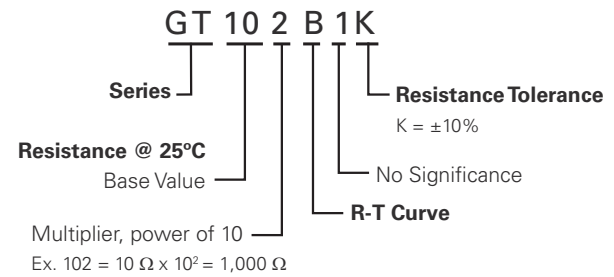 GT 10 2 B 1 K
Series
Resistance Tolerance
K = ±10%
Resistance @ 25ºC
Base Value
No Significance
R-T Curve
Multiplier, power of 10
Ex. 102 = 10 Ω x 10² = 1,000 Ω